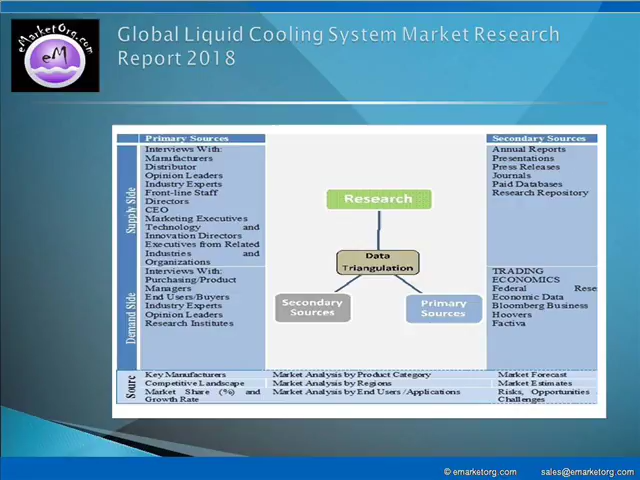 eMarketOrg.com
eM
Global Liquid Cooling System Market Research
Report 2018
Primary Sources
Secondary Sources
Supply Side
Interviews With:
Manufacturers
Distributor
Opinion Leaders
Industry Experts
Front-line Staff
Directors
CEO
Marketing Executives
Technology and
Innovation Directors
Executives from Related
Industries and
Organizations
Annual Reports
Presentations
Press Releases
Journals
Paid Databases
Research Repository
Research
Data
Triangulation
Secondary
Sources
Primary
Sources
Demand Side
Interviews With:
Purchasing/Product
Managers
End Users/Buyers
Industry Experts
Opinion Leaders
Research Institutes
TRADING
ECONOMICS
Federal Rese
Economic Data
Bloomberg Business
Hoovers
Factiva
Sourc
Key Manufacturers
Competitive Landscape
Market Share (%) and
Growth Rate
Market Analysis by Product Category
Market Analysis by Regions
Market Analysis by End Users /Applications
Market Forecast
Market Estimates
Risks, Opportunities
Challenges
© emarketorg.com
sales@emarketorg.com